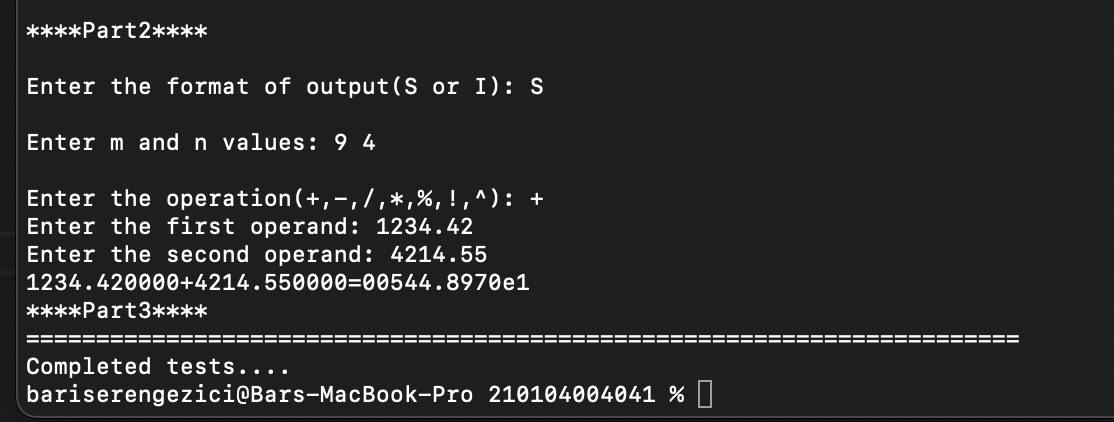 ****Part2****
Enter the format of output(S or I): S
Enter m and n values: 9 4
Enter the operation(+,-,/,*,%,!,^): +
Enter the first operand: 1234.42
Enter the second operand: 4214.55
1234.420000+4214.550000=00544.8970e1
****Part3****
=======================================================================
Completed tests....
bariserengezici@Bars-MacBook-Pro 210104004041 %